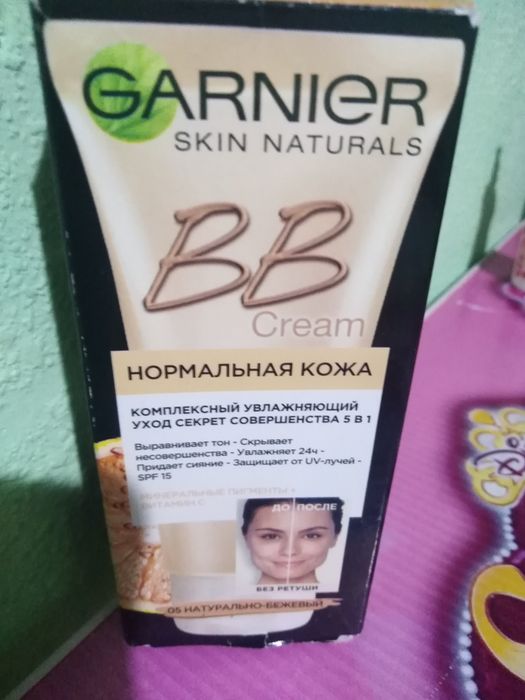 GARNIER
SKIN NATURALS
BB
Cream
НОРМАЛЬНАЯ КОЖА
КОМПЛЕКСНЫЙ УВЛАЖНЯЮЩИЙ
УХОД СЕКРЕТ СОВЕРШЕНСТВА 5 В 1
Выравнивает тон - Скрывает
несовершенства - Увлажняет 24ч -
Придает сияние - Защищает от UV-лучей -
SPF 15
МИНЕРАЛЬНЫЕ ПИГМЕНТЫ +
ВИТАМИН С
ДО ПОСЛЕ
БЕЗ РЕТУШИ
05 НАТУРАЛЬНО-БЕЖЕВЫЙ